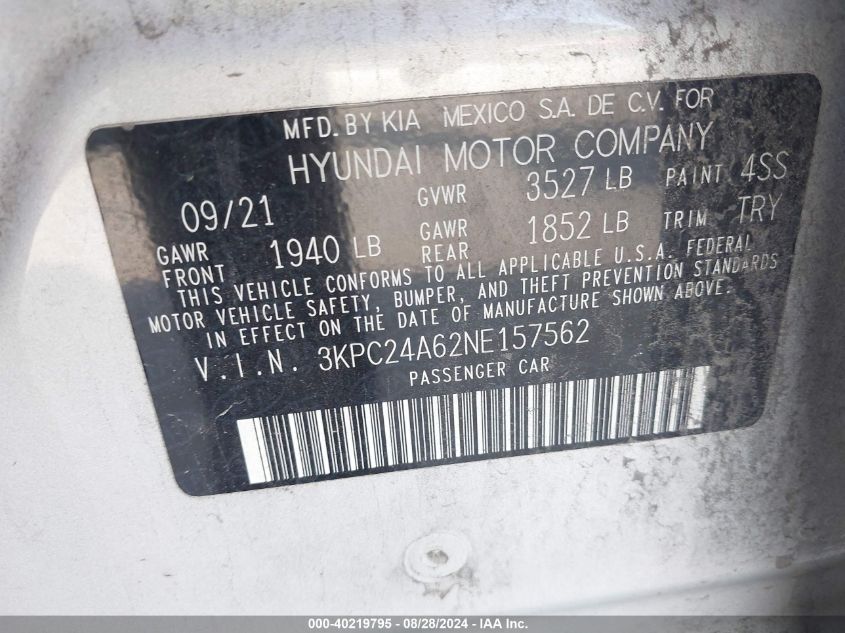 MFD. BY KIA MEXICO S.A. DE C.V. FOR
HYUNDAI MOTOR COMPANY
09/21 GVWR 3527 LB PAINT 4SS
GAWR FRONT 1940 LB GAWR REAR 1852 LB TRIM TRY
THIS VEHICLE CONFORMS TO ALL APPLICABLE U.S.A. FEDERAL
MOTOR VEHICLE SAFETY, BUMPER, AND THEFT PREVENTION STANDARDS
IN EFFECT ON THE DATE OF MANUFACTURE SHOWN ABOVE.
V.I.N. 3KPC24A62NE157562
PASSENGER CAR
000-40219795 - 08/28/2024 - IAA Inc.